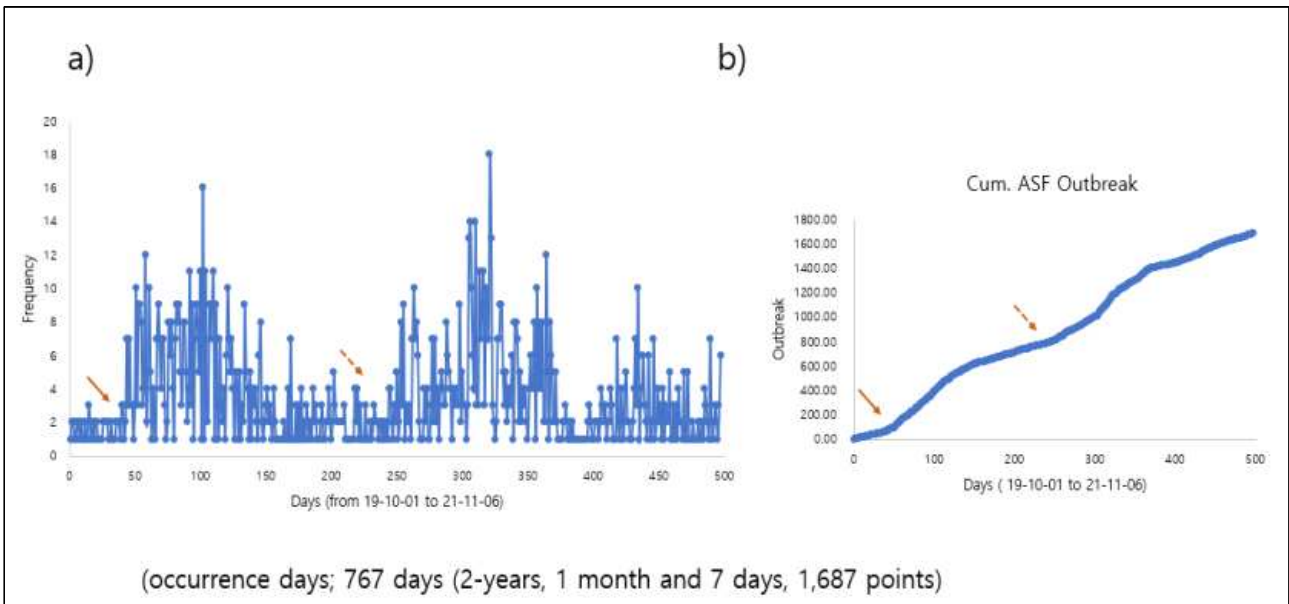 a)
20
18
16
14
12
10
8
6
4
2
0
Frequency
0 50 100 150 200 250 300 350 400 450 500
Days (from 19-10-01 to 21-11-06)
b)
Cum. ASF Outbreak
1800.00
1600.00
1400.00
1200.00
1000.00
800.00
600.00
400.00
200.00
0.00
Outbreak
0 100 200 300 400 500
Days ( 19-10-01 to 21-11-06)
(occurrence days; 767 days (2-years, 1 month and 7 days, 1,687 points)